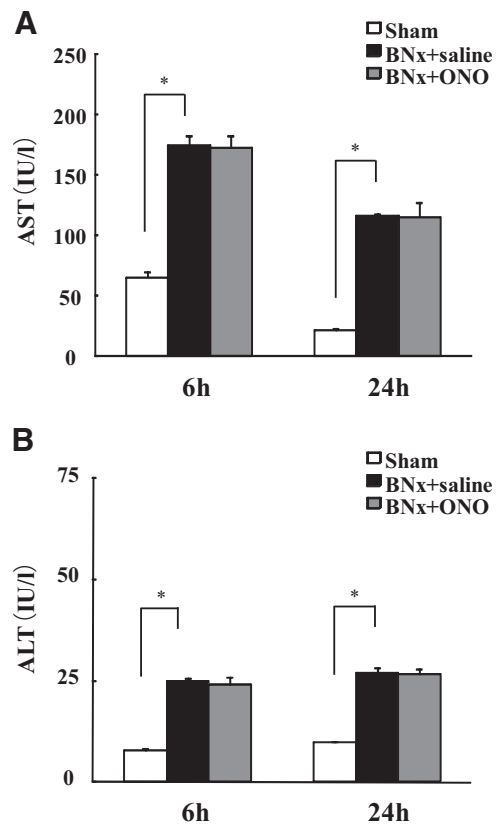 A
Sham
BNx+saline
BNx+ONO
250
200
150
100
50
0
AST (IU/l)
*
*
6h
24h
B
Sham
BNx+saline
BNx+ONO
75
50
25
0
ALT (IU/l)
*
*
6h
24h